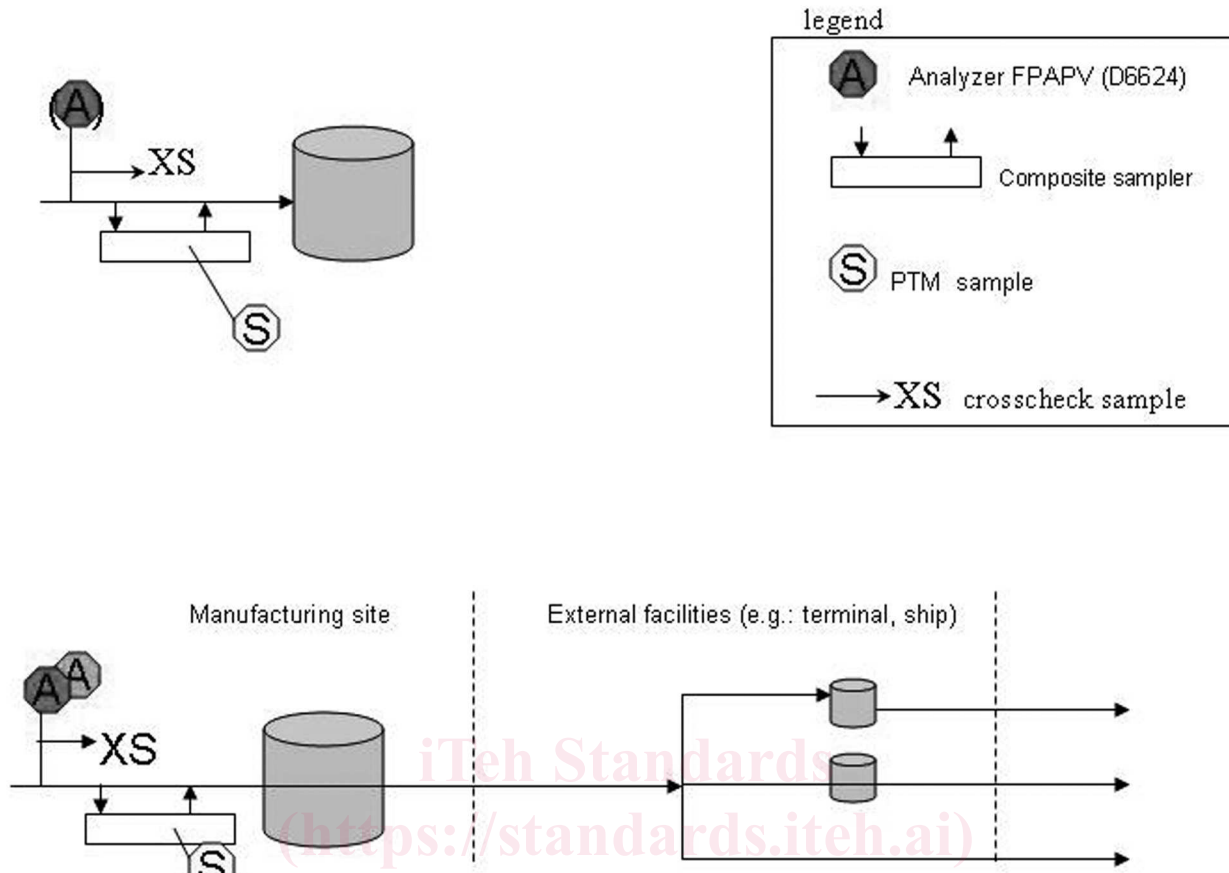 legend
A Analyzer FPAPV (D6624)
(A)
XS
Composite sampler
S PTM sample
S
XS crosscheck sample
Manufacturing site
External facilities (e.g.: terminal, ship)
A A
XS
iTeh Standards
(https://standards.iteh.ai)
S